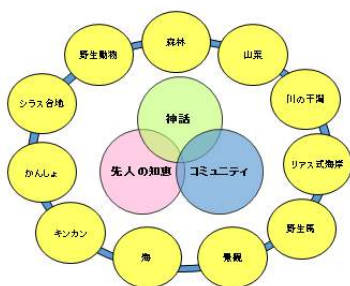 森林
山菜
川の干潟
リアス式海岸
野生馬
景観
海
キンカン
かんしょ
シラス台地
野生動物
神話
先人の知恵
コミュニティ